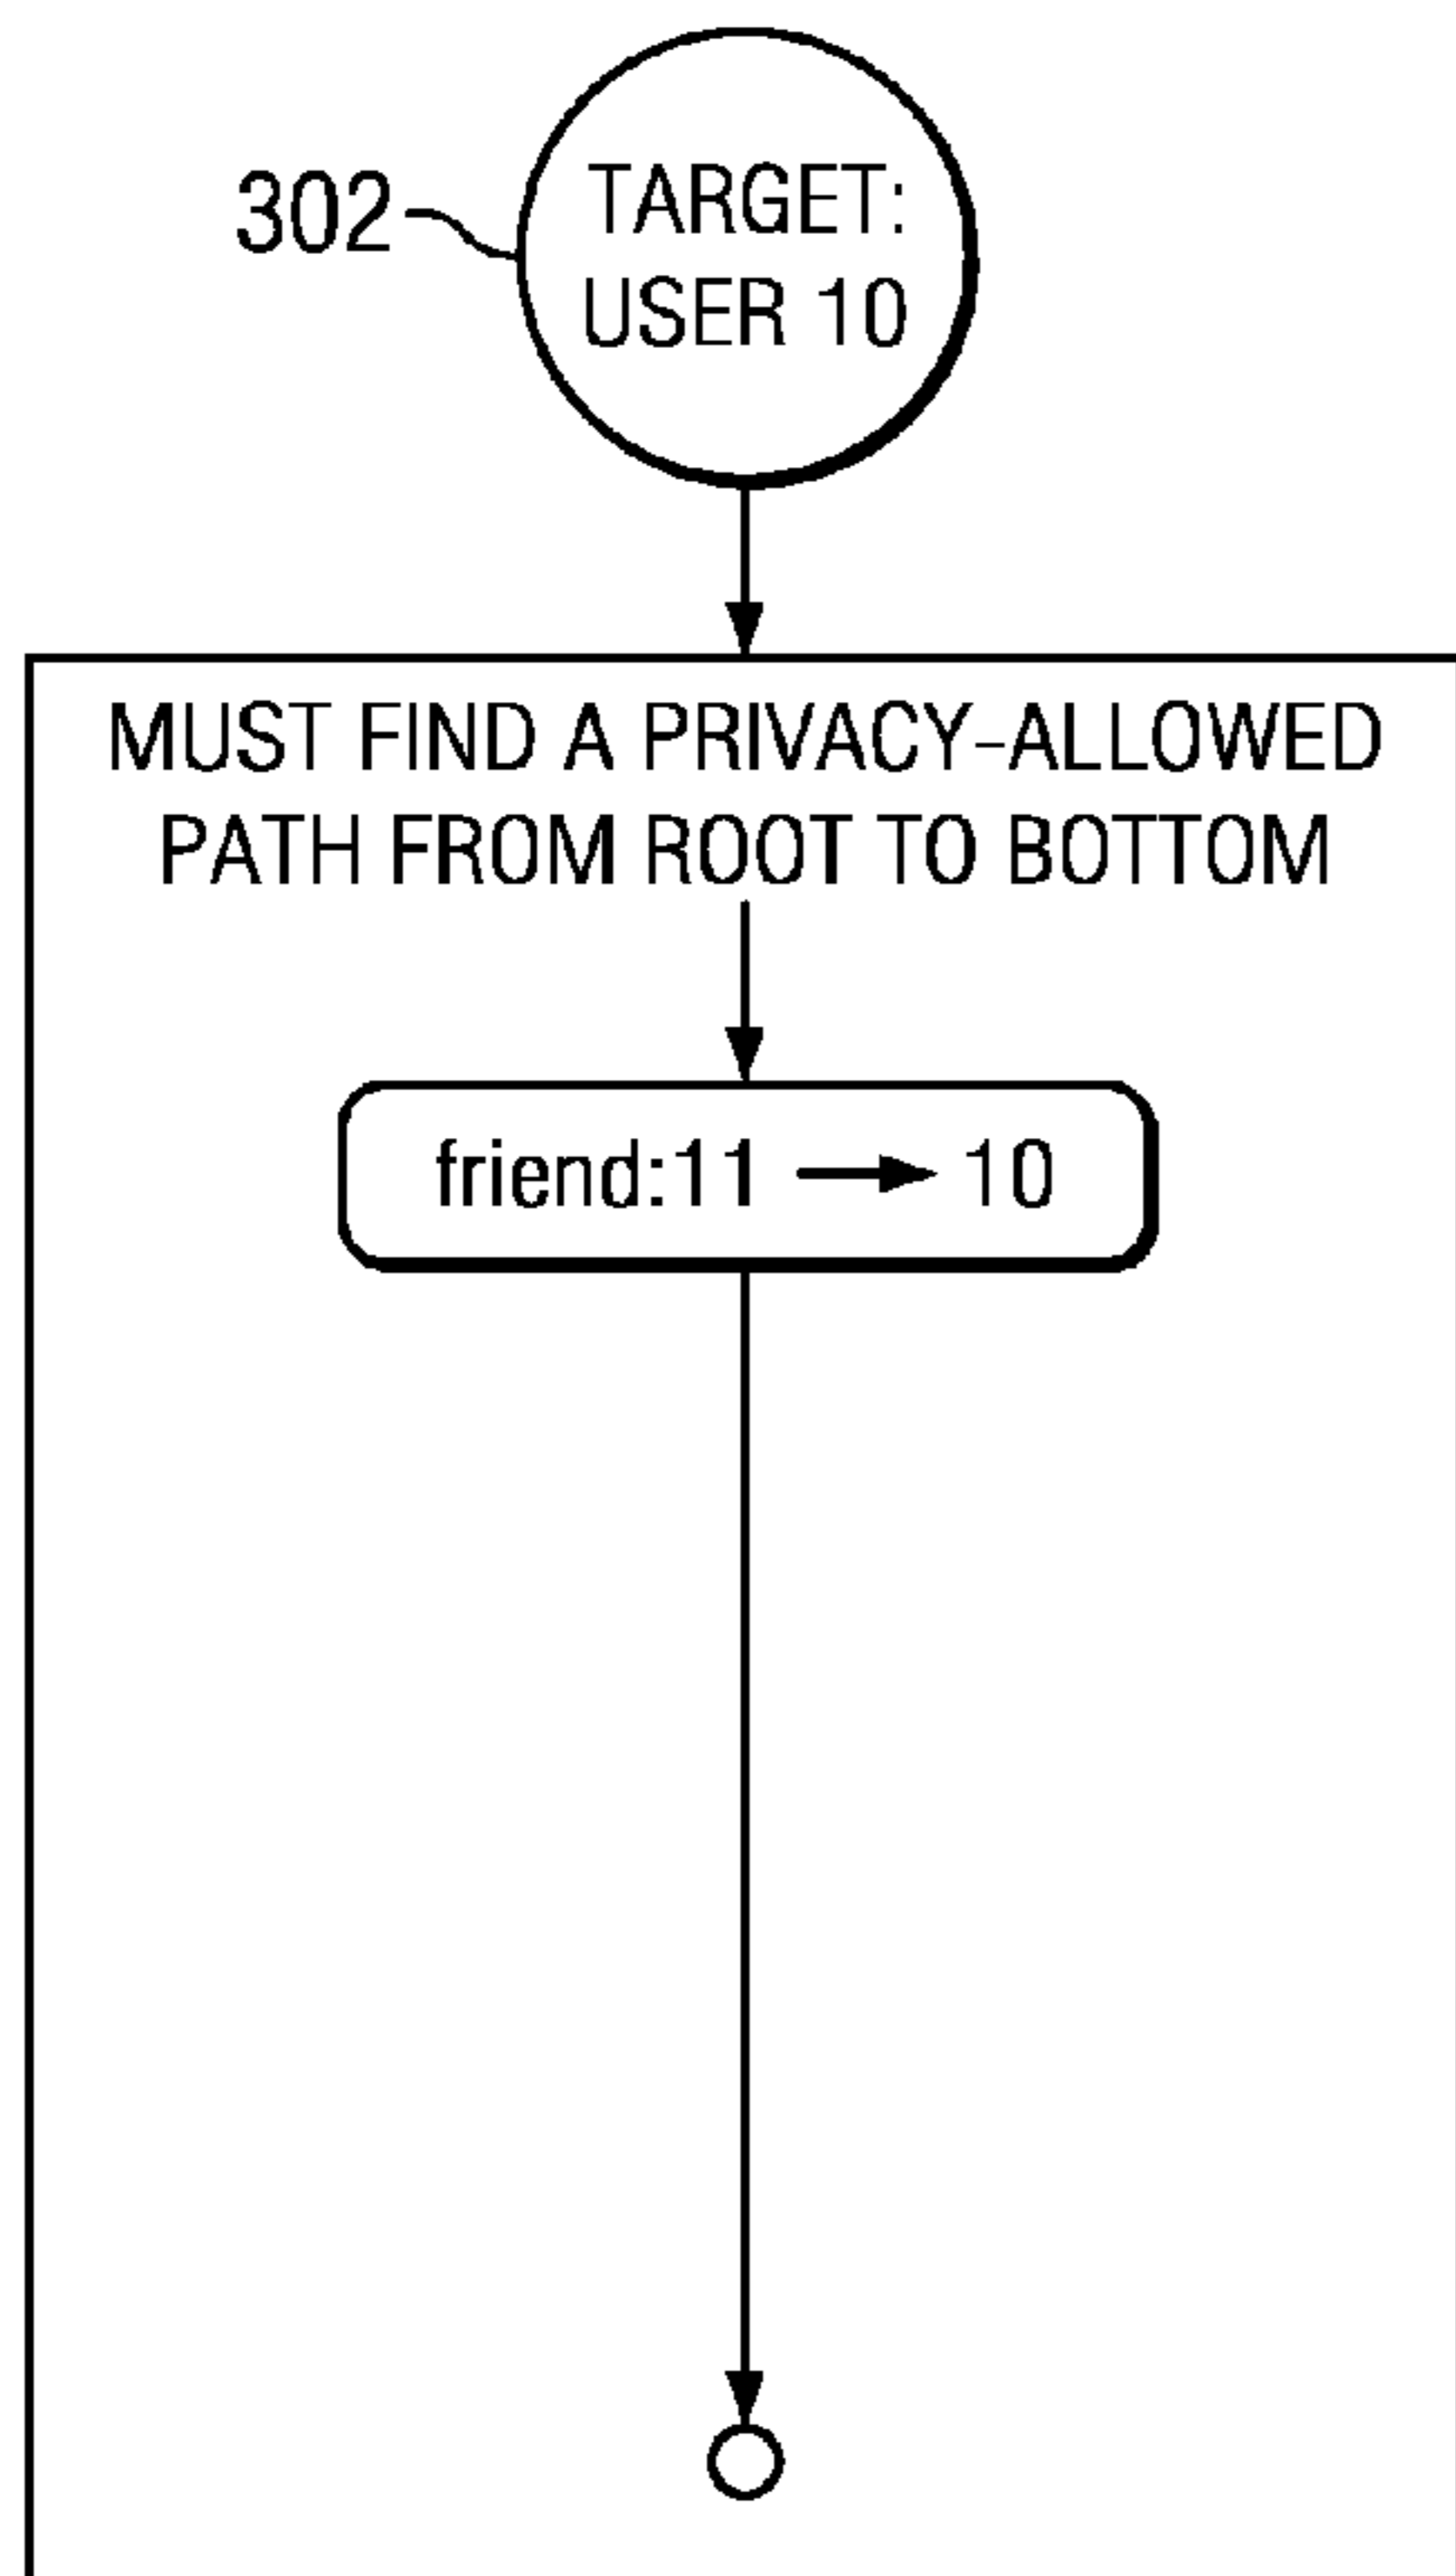 302
TARGET:
USER 10
MUST FIND A PRIVACY-ALLOWED
PATH FROM ROOT TO BOTTOM
friend:11 → 10